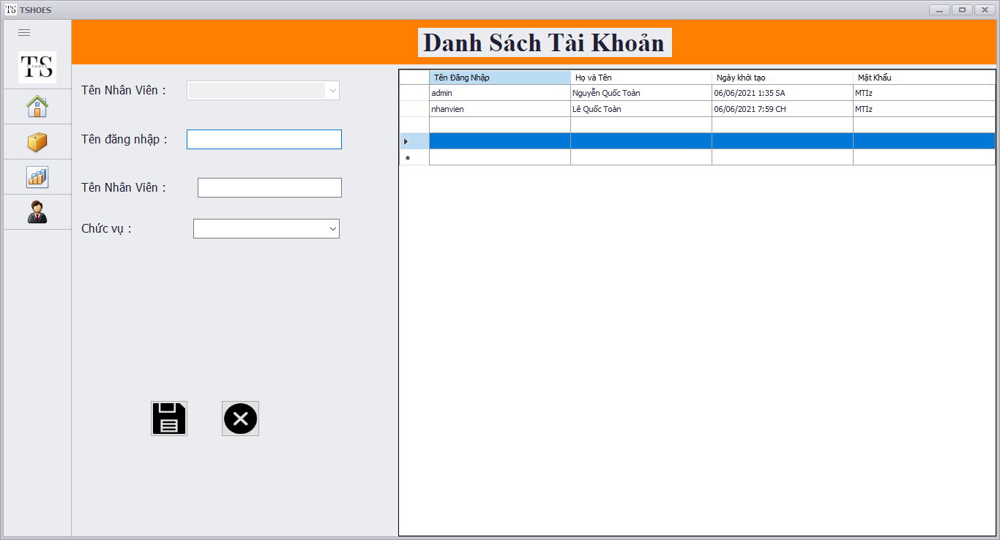 TS TSHOES
Danh Sách Tài Khoản
TS
T SHOES
Tên Nhân Viên :
Tên đăng nhập :
Tên Nhân Viên :
Chức vụ :
Tên Đăng Nhập Họ và Tên Ngày khởi tạo Mật Khẩu
admin Nguyễn Quốc Toàn 06/06/2021 1:35 SA MTIz
nhanvien Lê Quốc Toàn 06/06/2021 7:59 CH MTIz